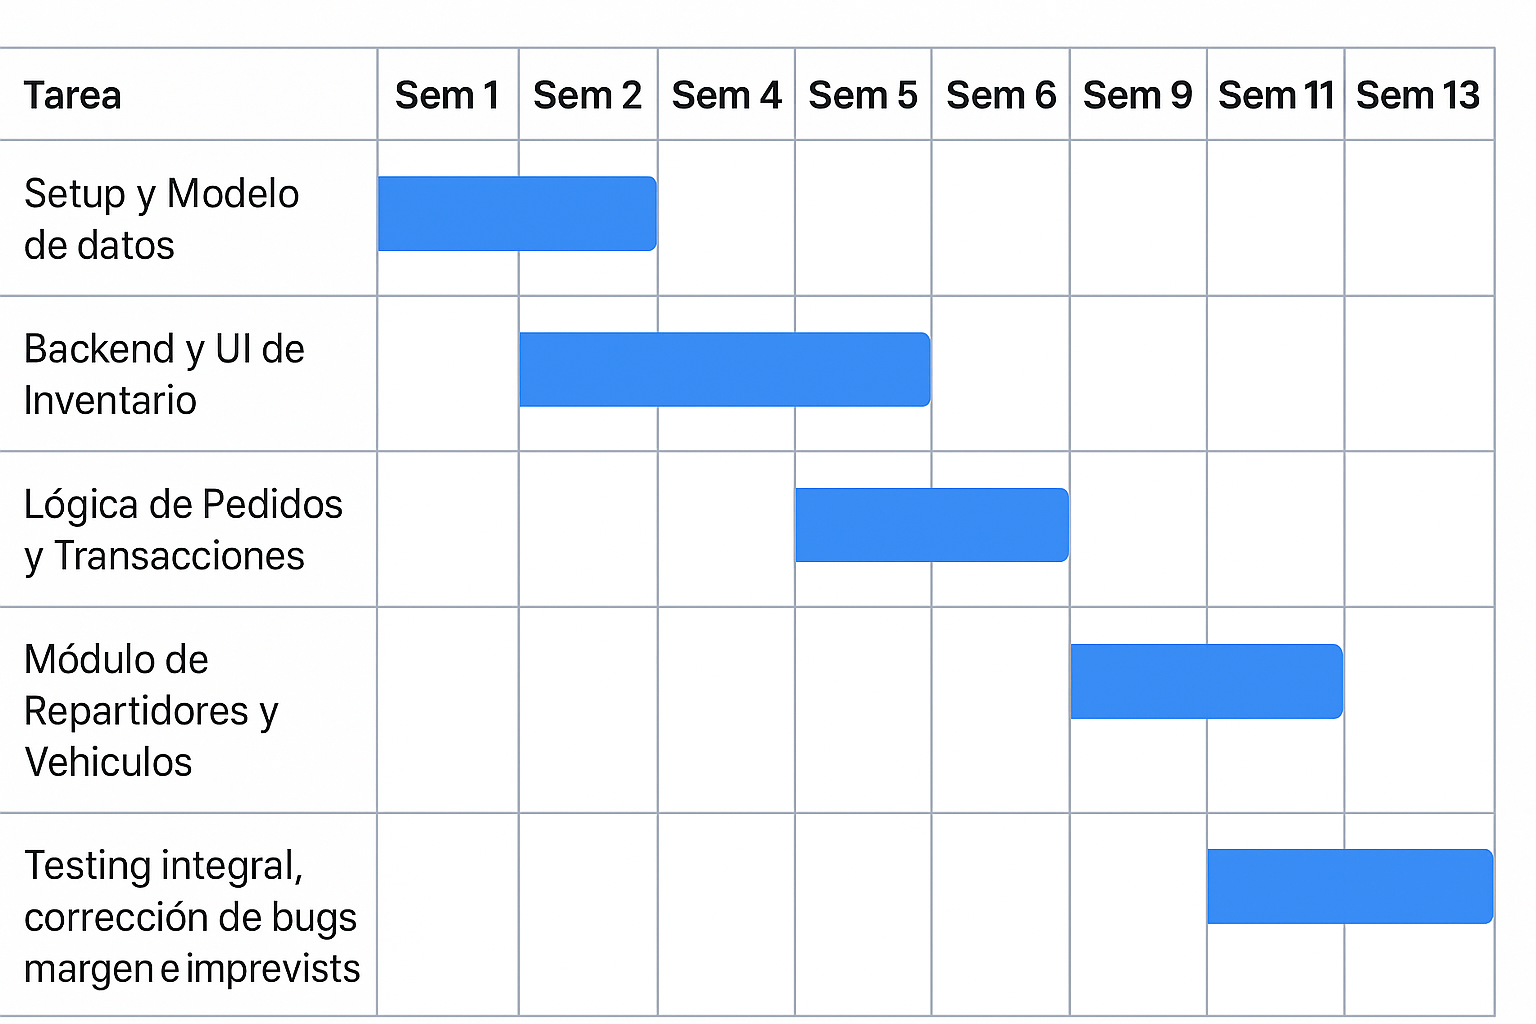 Tarea Sem 1 Sem 2 Sem 4 Sem 5 Sem 6 Sem 9 Sem 11 Sem 13
Setup y Modelo
de datos
Backend y UI de
Inventario
Lógica de Pedidos
y Transacciones
Módulo de
Repartidores y
Vehiculos
Testing integral,
corrección de bugs
margen e imprevists